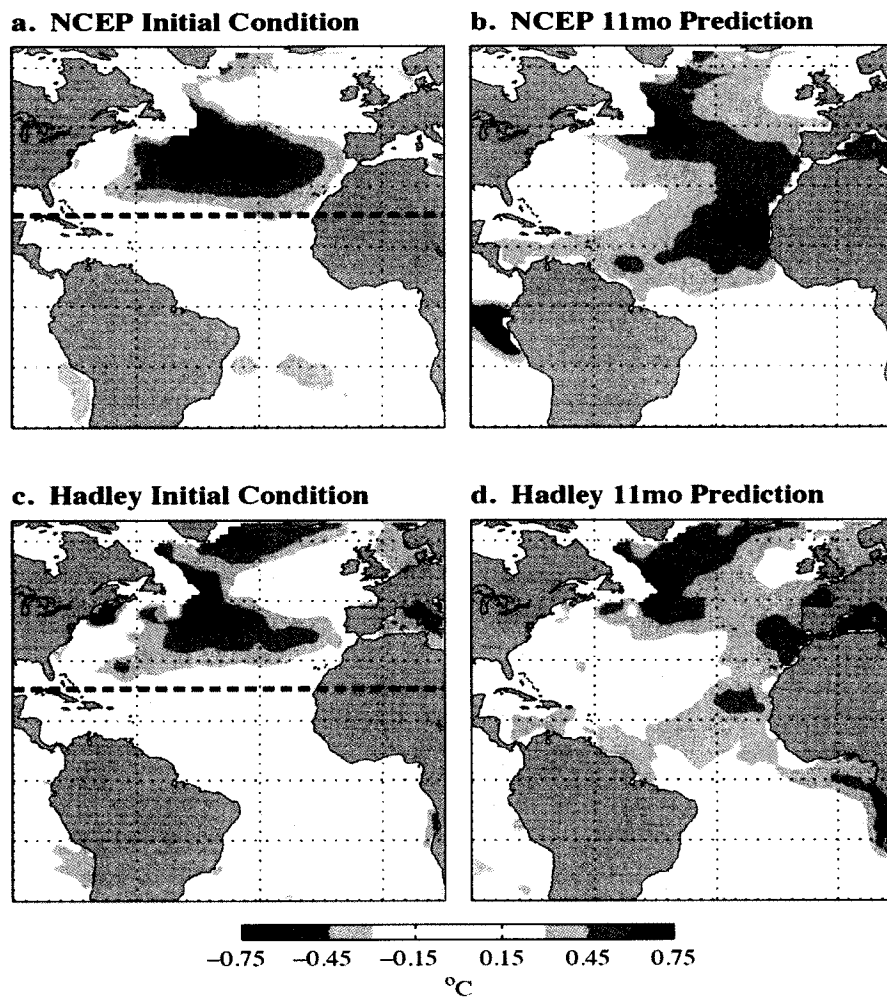 a. NCEP Initial Condition
b. NCEP 11mo Prediction
c. Hadley Initial Condition
d. Hadley 11mo Prediction
−0.75 −0.45 −0.15 0.15 0.45 0.75
°C